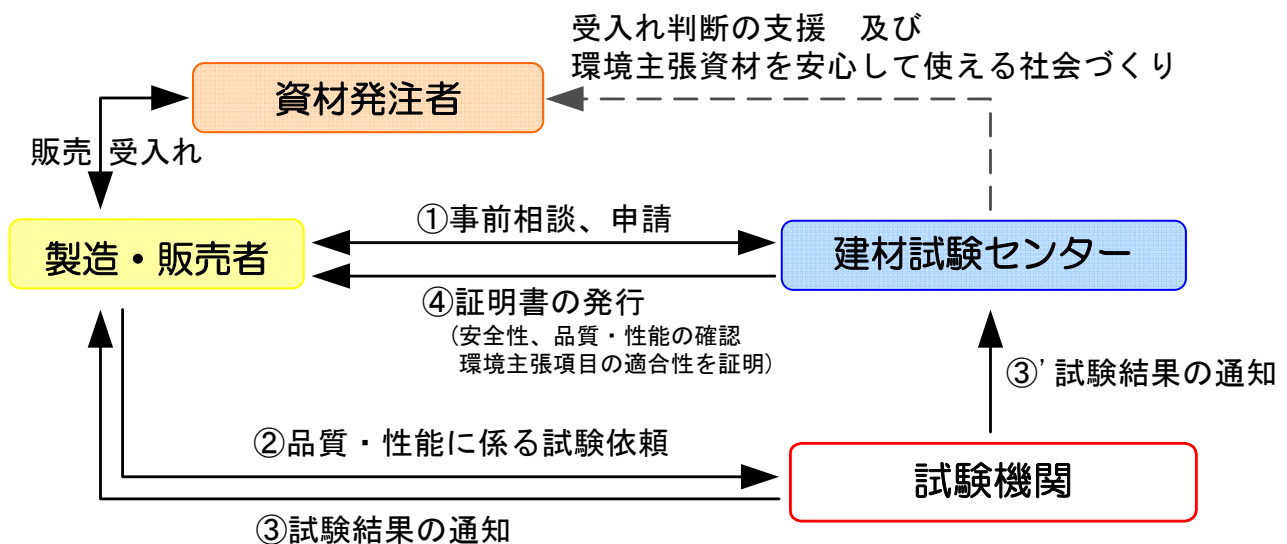 受入れ判断の支援　及び
環境主張資材を安心して使える社会づくり
資材発注者
販売 受入れ
①事前相談、申請
製造・販売者
建材試験センター
④証明書の発行
(安全性、品質・性能の確認
環境主張項目の適合性を証明)
③' 試験結果の通知
②品質・性能に係る試験依頼
試験機関
③試験結果の通知